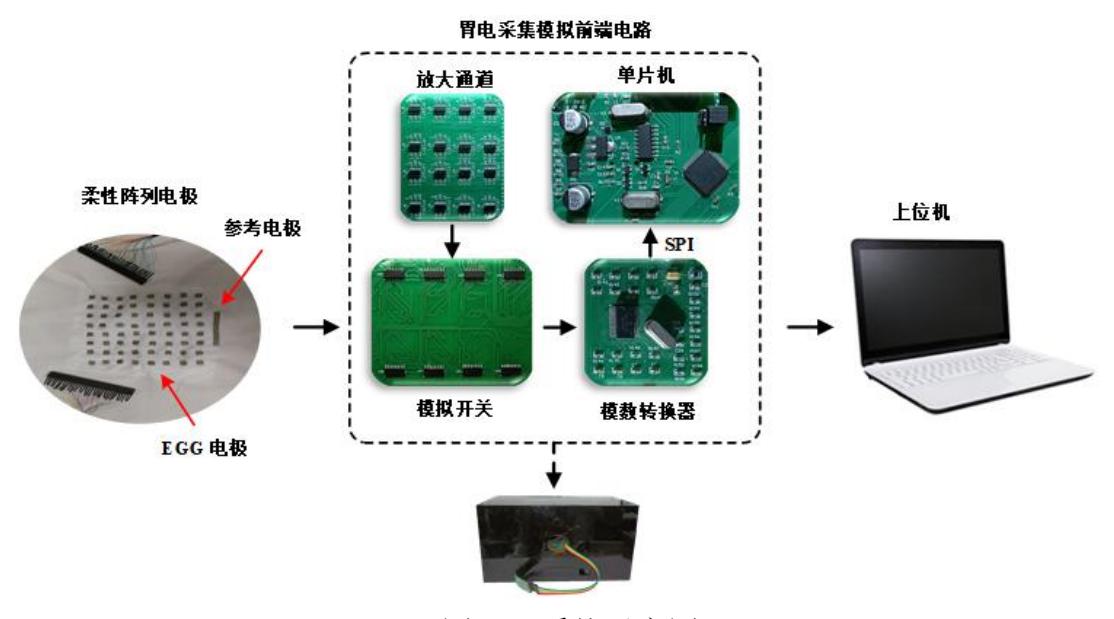 胃电采集模拟前端电路
放大通道
单片机
柔性阵列电极
参考电极
SPI
上位机
模拟开关
模数转换器
EGG 电极